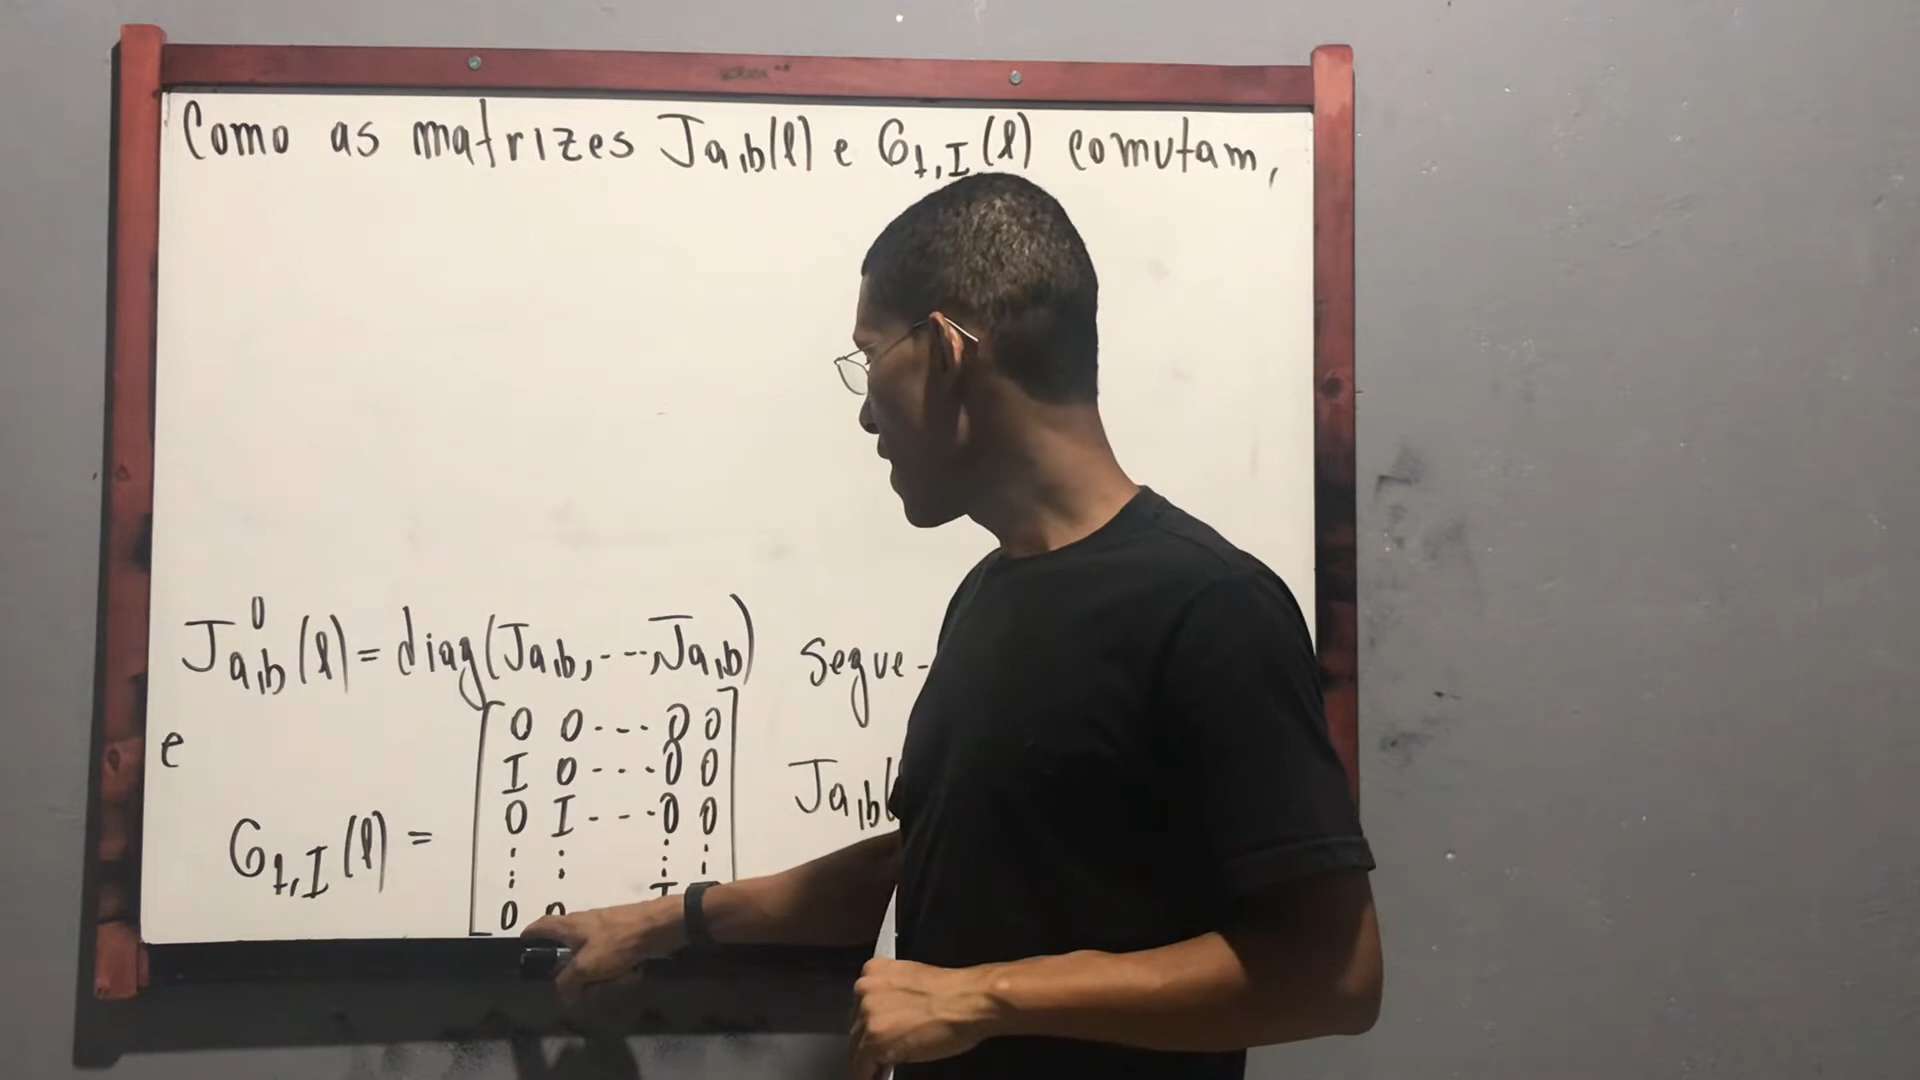 Como as matrizes Ja,b(l) e Gt,I(l) comutam,
J⁰a,b(l) = diag(Ja,b, ---, Ja,b) segue-
0 0 --- 0 0
e I 0 --- 0 0 Ja,b(
0 I --- 0 0
Gt,I(l) =
⋮ ⋮ ⋮ ⋮
0 0